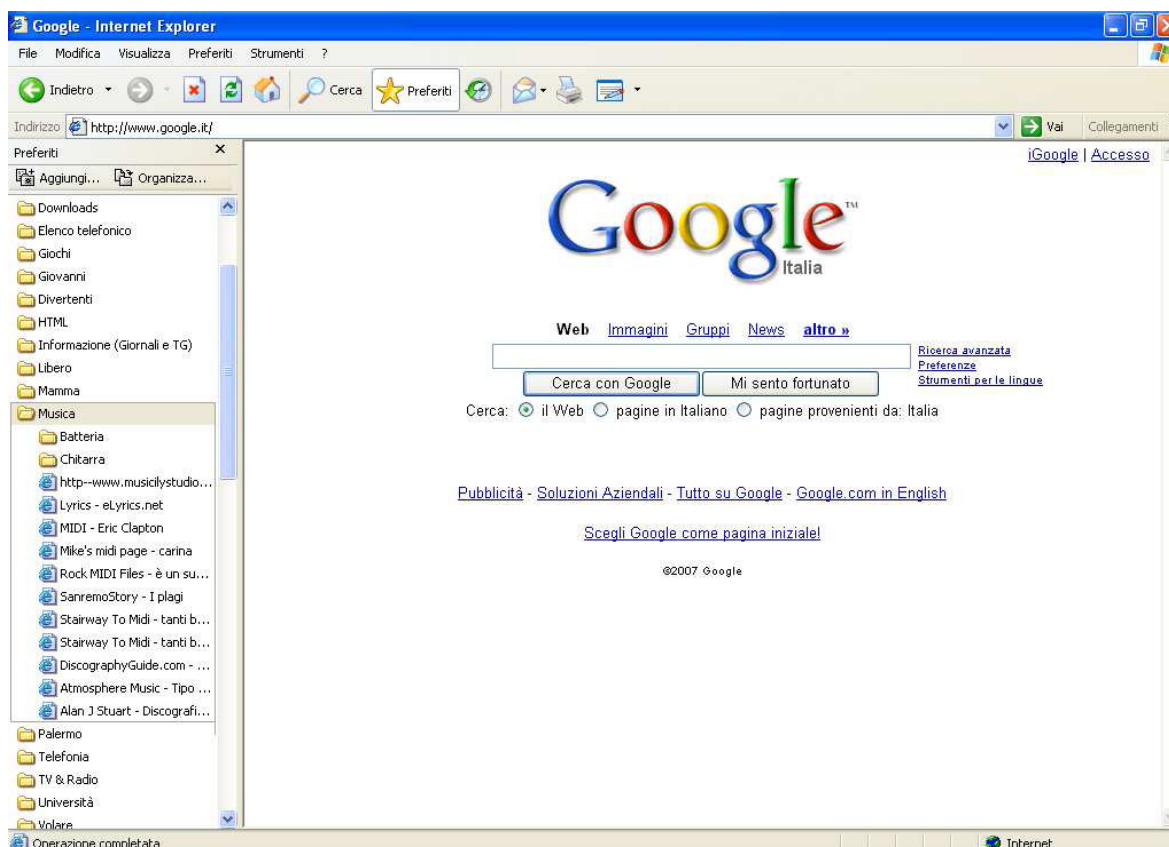 Google - Internet Explorer
File Modifica Visualizza Preferiti Strumenti ?
Indietro Cerca Preferiti
Indirizzo http://www.google.it/ Vai Collegamenti
Preferiti
Aggiungi... Organizza...
Downloads
Elenco telefonico
Giochi
Giovanni
Divertenti
HTML
Informazione (Giornali e TG)
Libero
Mamma
Musica
Batteria
Chitarra
http--www.musicilystudio...
Lyrics - eLyrics.net
MIDI - Eric Clapton
Mike's midi page - carina
Rock MIDI Files - è un su...
SanremoStory - I plagi
Stairway To Midi - tanti b...
Stairway To Midi - tanti b...
DiscographyGuide.com - ...
Atmosphere Music - Tipo ...
Alan J Stuart - Discografi...
Palermo
Telefonia
TV & Radio
Università
Volare
iGoogle | Accesso
Google™
Italia
Web Immagini Gruppi News altro »
Ricerca avanzata
Preferenze
Strumenti per le lingue
Cerca con Google Mi sento fortunato
Cerca: il Web pagine in Italiano pagine provenienti da: Italia
Pubblicità - Soluzioni Aziendali - Tutto su Google - Google.com in English
Scegli Google come pagina iniziale!
©2007 Google
Operazione completata Internet